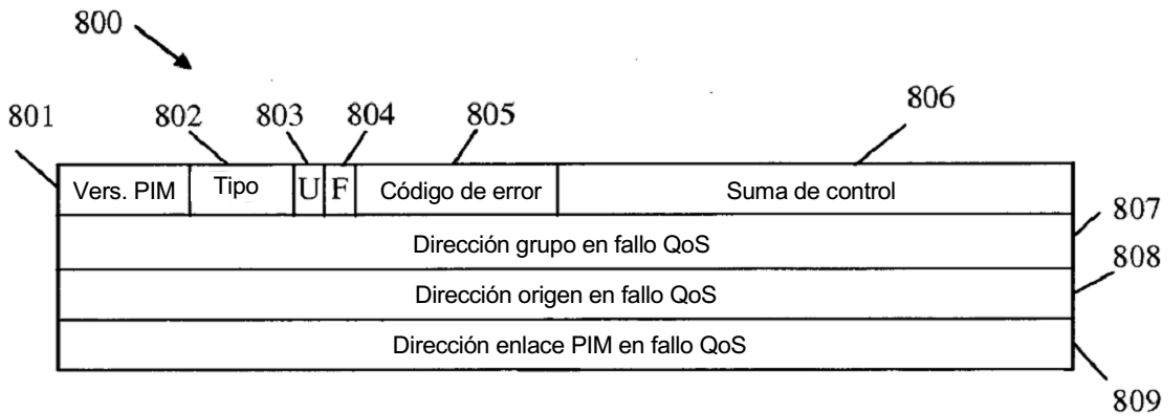 800
801 802 803 804 805 806
Vers. PIM Tipo U F Código de error Suma de control
807
Dirección grupo en fallo QoS
808
Dirección origen en fallo QoS
Dirección enlace PIM en fallo QoS
809